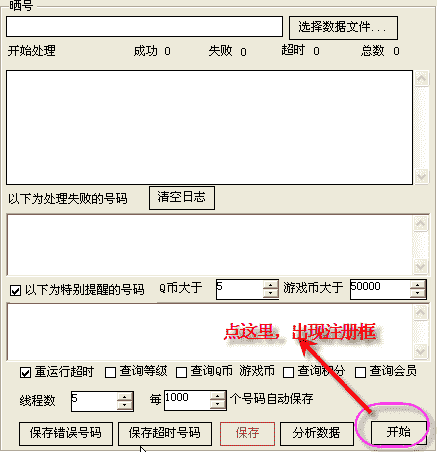 晒号
选择数据文件...
开始处理 成功 0 失败 0 超时 0 总数 0
以下为处理失败的号码 清空日志
以下为特别提醒的号码 Q币大于 5 游戏币大于 50000
点这里，出现注册框
重运行超时 查询等级 查询Q币 游戏币 查询积分 查询会员
线程数 5 每 1000 个号码自动保存
保存错误号码 保存超时号码 保存 分析数据 开始